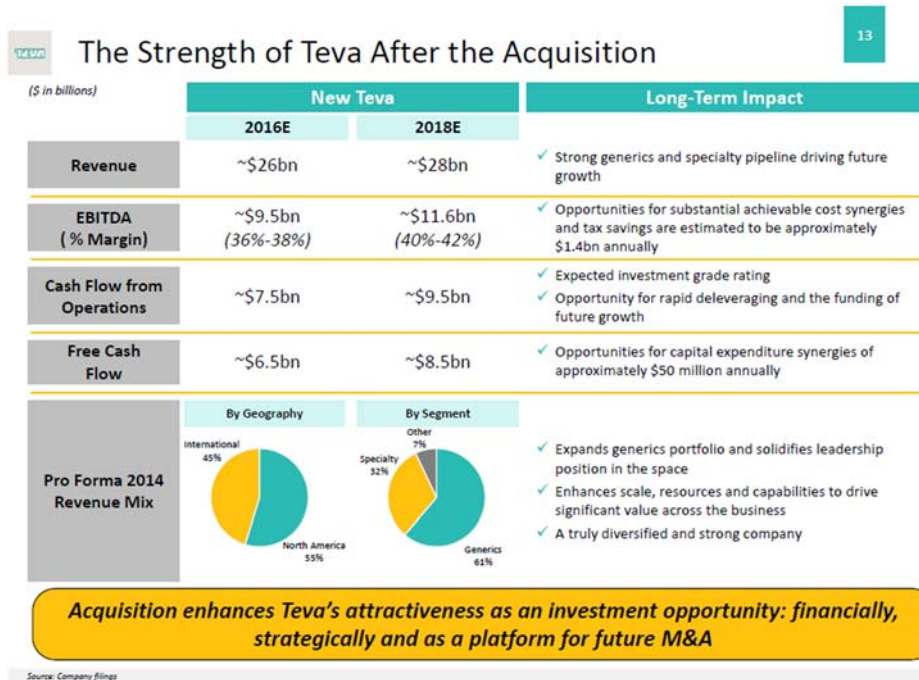 13
TEVA
The Strength of Teva After the Acquisition
($ in billions)
New Teva
Long-Term Impact
2016E
2018E
Revenue
~$26bn
~$28bn
✓ Strong generics and specialty pipeline driving future
growth
EBITDA
( % Margin)
~$9.5bn
(36%-38%)
~$11.6bn
(40%-42%)
✓ Opportunities for substantial achievable cost synergies
and tax savings are estimated to be approximately
$1.4bn annually
Cash Flow from
Operations
~$7.5bn
~$9.5bn
✓ Expected investment grade rating
✓ Opportunity for rapid deleveraging and the funding of
future growth
Free Cash
Flow
~$6.5bn
~$8.5bn
✓ Opportunities for capital expenditure synergies of
approximately $50 million annually
Pro Forma 2014
Revenue Mix
By Geography
International
45%
North America
55%
By Segment
Other
7%
Specialty
32%
Generics
61%
✓ Expands generics portfolio and solidifies leadership
position in the space
✓ Enhances scale, resources and capabilities to drive
significant value across the business
✓ A truly diversified and strong company
Acquisition enhances Teva's attractiveness as an investment opportunity: financially,
strategically and as a platform for future M&A
Source: Company filings